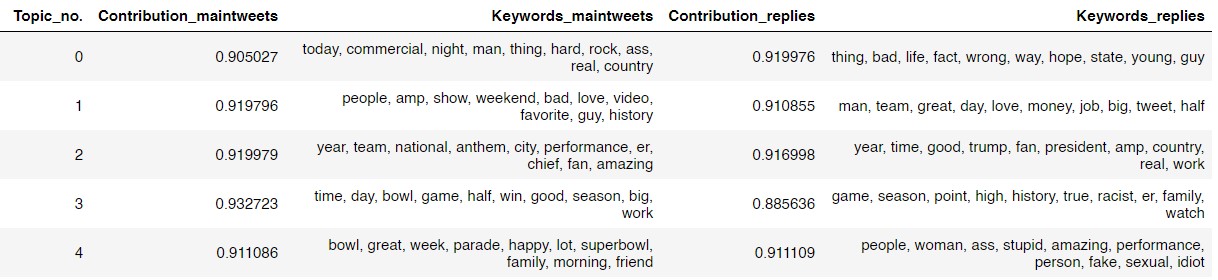 Topic_no. Contribution_maintweets Keywords_maintweets Contribution_replies Keywords_replies
0 0.905027 today, commercial, night, man, thing, hard, rock, ass, 0.919976 thing, bad, life, fact, wrong, way, hope, state, young, guy
real, country
1 0.919796 people, amp, show, weekend, bad, love, video, 0.910855 man, team, great, day, love, money, job, big, tweet, half
favorite, guy, history
2 0.919979 year, team, national, anthem, city, performance, er, 0.916998 year, time, good, trump, fan, president, amp, country,
chief, fan, amazing real, work
3 0.932723 time, day, bowl, game, half, win, good, season, big, 0.885636 game, season, point, high, history, true, racist, er, family,
work watch
4 0.911086 bowl, great, week, parade, happy, lot, superbowl, 0.911109 people, woman, ass, stupid, amazing, performance,
family, morning, friend person, fake, sexual, idiot